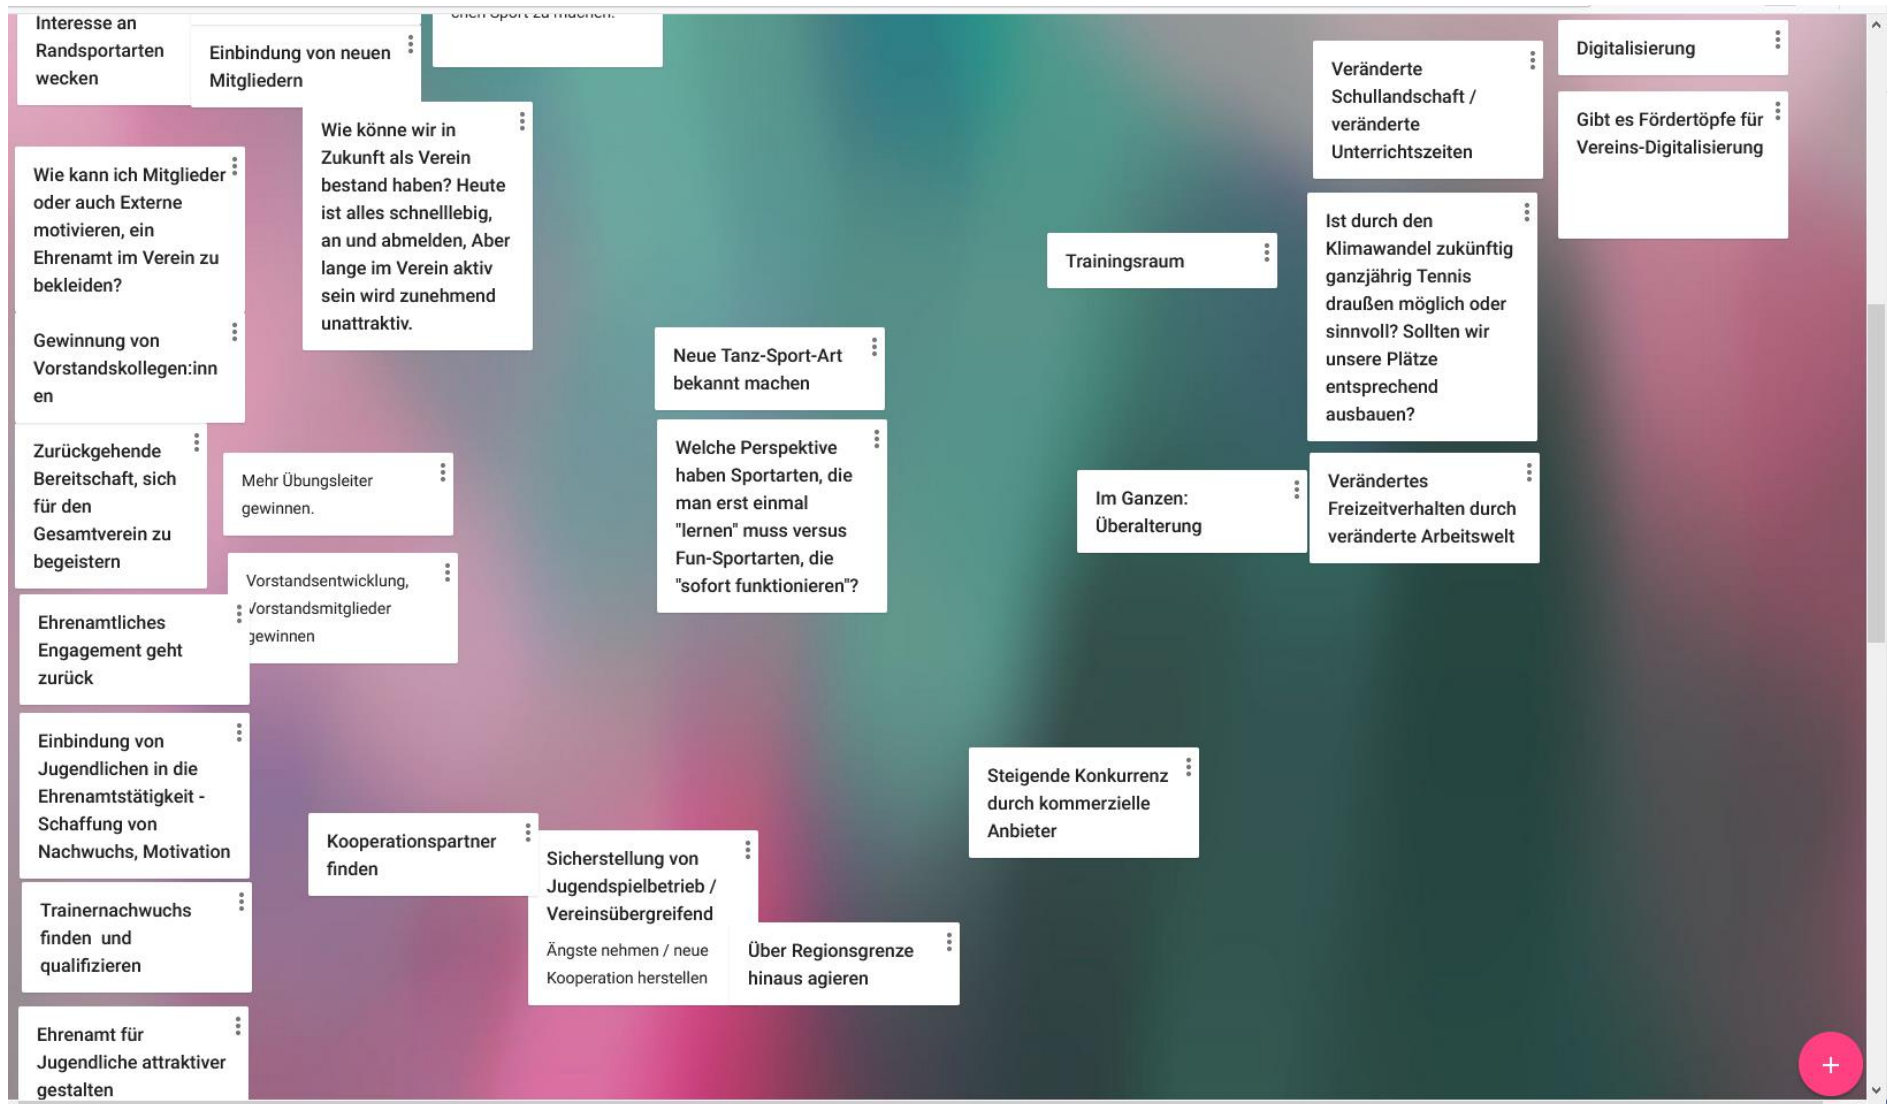 Interesse an
Randsportarten
wecken
Einbindung von neuen
Mitgliedern
Wie könne wir in
Zukunft als Verein
bestand haben? Heute
ist alles schnelllebig,
an und abmelden, Aber
lange im Verein aktiv
sein wird zunehmend
unattraktiv.
Wie kann ich Mitglieder
oder auch Externe
motivieren, ein
Ehrenamt im Verein zu
bekleiden?
Gewinnung von
Vorstandskollegen:inn
en
Zurückgehende
Bereitschaft, sich
für den
Gesamtverein zu
begeistern
Mehr Übungsleiter
gewinnen.
Vorstandsentwicklung,
Vorstandsmitglieder
gewinnen
Ehrenamtliches
Engagement geht
zurück
Einbindung von
Jugendlichen in die
Ehrenamtstätigkeit -
Schaffung von
Nachwuchs, Motivation
Trainernachwuchs
finden und
qualifizieren
Ehrenamt für
Jugendliche attraktiver
gestalten
Kooperationspartner
finden
Sicherstellung von
Jugendspielbetrieb /
Vereinsübergreifend
Ängste nehmen / neue
Kooperation herstellen
Über Regionsgrenze
hinaus agieren
Neue Tanz-Sport-Art
bekannt machen
Welche Perspektive
haben Sportarten, die
man erst einmal
"lernen" muss versus
Fun-Sportarten, die
"sofort funktionieren"?
Steigende Konkurrenz
durch kommerzielle
Anbieter
Trainingsraum
Im Ganzen:
Überalterung
Veränderte
Schullandschaft /
veränderte
Unterrichtszeiten
Ist durch den
Klimawandel zukünftig
ganzjährig Tennis
draußen möglich oder
sinnvoll? Sollten wir
unsere Plätze
entsprechend
ausbauen?
Verändertes
Freizeitverhalten durch
veränderte Arbeitswelt
Digitalisierung
Gibt es Fördertöpfe für
Vereins-Digitalisierung